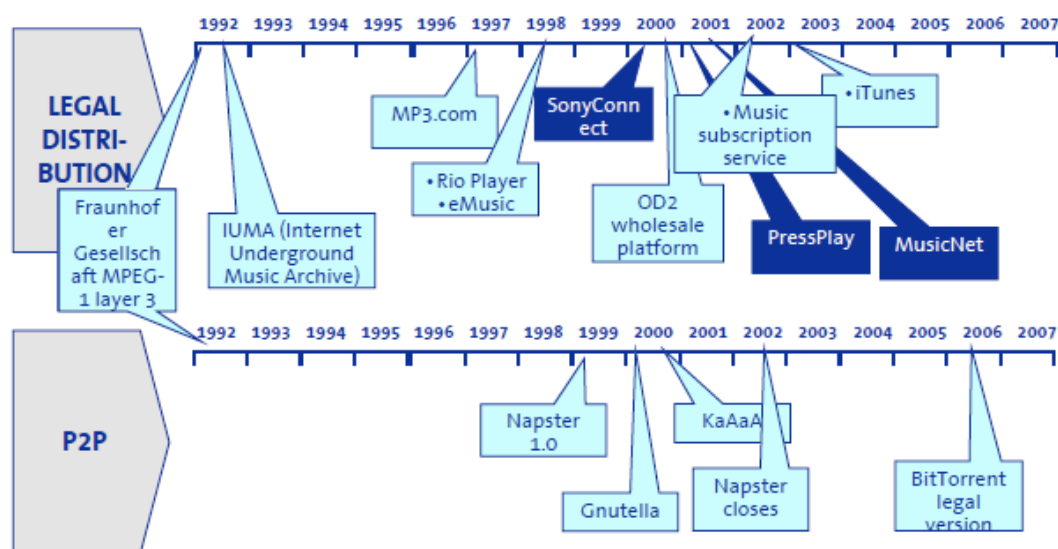 1992 1993 1994 1995 1996 1997 1998 1999 2000 2001 2002 2003 2004 2005 2006 2007
LEGAL
DISTRI-
BUTION
MP3.com
SonyConn
ect
• Music
subscription
service
• iTunes
• Rio Player
• eMusic
Fraunhof
er
Gesellsch
aft MPEG-
1 layer 3
IUMA (Internet
Underground
Music Archive)
OD2
wholesale
platform
PressPlay
MusicNet
1992 1993 1994 1995 1996 1997 1998 1999 2000 2001 2002 2003 2004 2005 2006 2007
P2P
Napster
1.0
KaAaA
Gnutella
Napster
closes
BitTorrent
legal
version